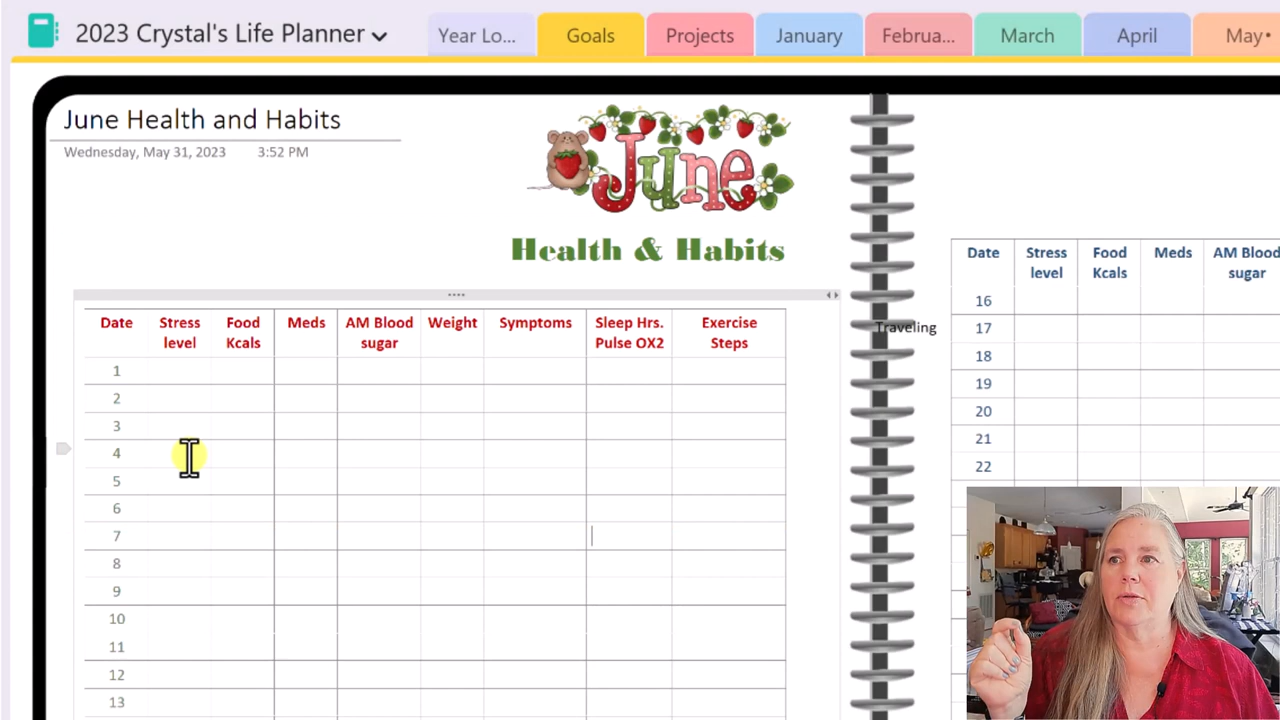 2023 Crystal's Life Planner
Year Lo...
Goals
Projects
January
Februa...
March
April
May
June Health and Habits
Wednesday, May 31, 2023 3:52 PM
June
Health & Habits
Date Stress level Food Kcals Meds AM Blood sugar Weight Symptoms Sleep Hrs. Pulse OX2 Exercise Steps
1
2
3
4
5
6
7
8
9
10
11
12
13
Traveling
Date Stress level Food Kcals Meds AM Blood sugar
16
17
18
19
20
21
22